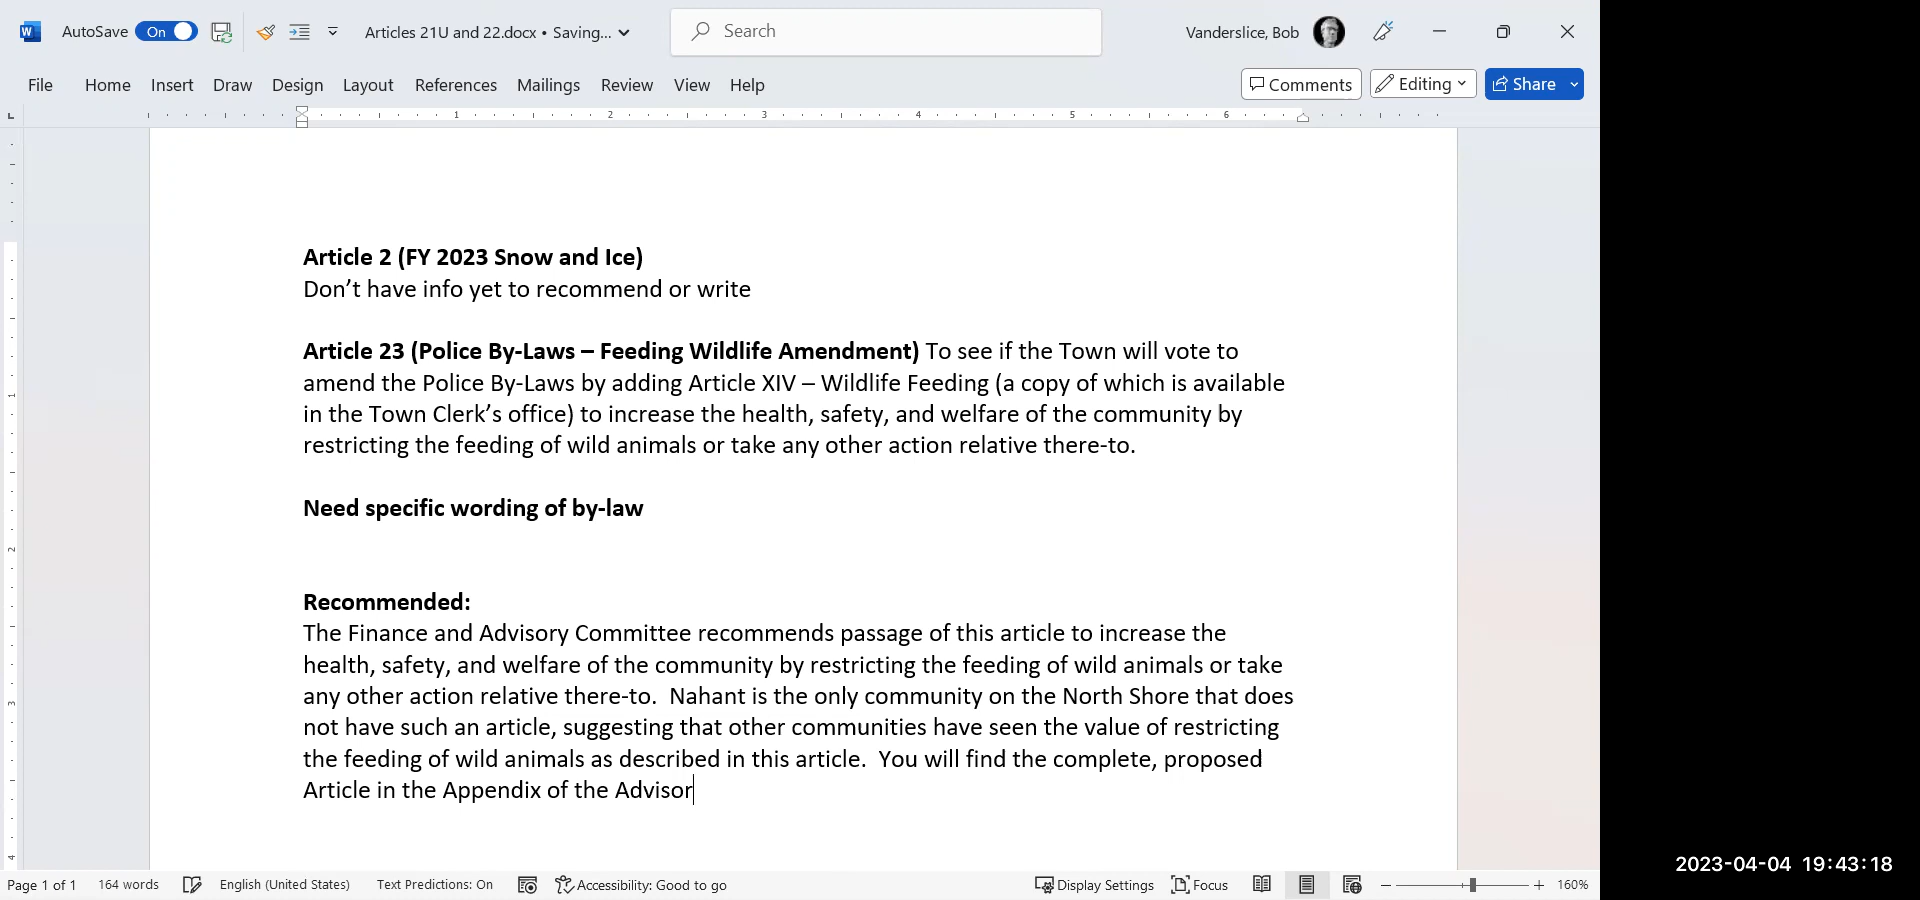 AutoSave On Articles 21U and 22.docx • Saving... Search Vanderslice, Bob
File Home Insert Draw Design Layout References Mailings Review View Help Comments Editing Share
1 2 3 4 5 6
Article 2 (FY 2023 Snow and Ice)
Don’t have info yet to recommend or write
Article 23 (Police By-Laws – Feeding Wildlife Amendment) To see if the Town will vote to
amend the Police By-Laws by adding Article XIV – Wildlife Feeding (a copy of which is available
in the Town Clerk’s office) to increase the health, safety, and welfare of the community by
restricting the feeding of wild animals or take any other action relative there-to.
Need specific wording of by-law
Recommended:
The Finance and Advisory Committee recommends passage of this article to increase the
health, safety, and welfare of the community by restricting the feeding of wild animals or take
any other action relative there-to.  Nahant is the only community on the North Shore that does
not have such an article, suggesting that other communities have seen the value of restricting
the feeding of wild animals as described in this article.  You will find the complete, proposed
Article in the Appendix of the Advisor
1
2
3
4
2023-04-04 19:43:18
Page 1 of 1 164 words English (United States) Text Predictions: On Accessibility: Good to go Display Settings Focus 160%